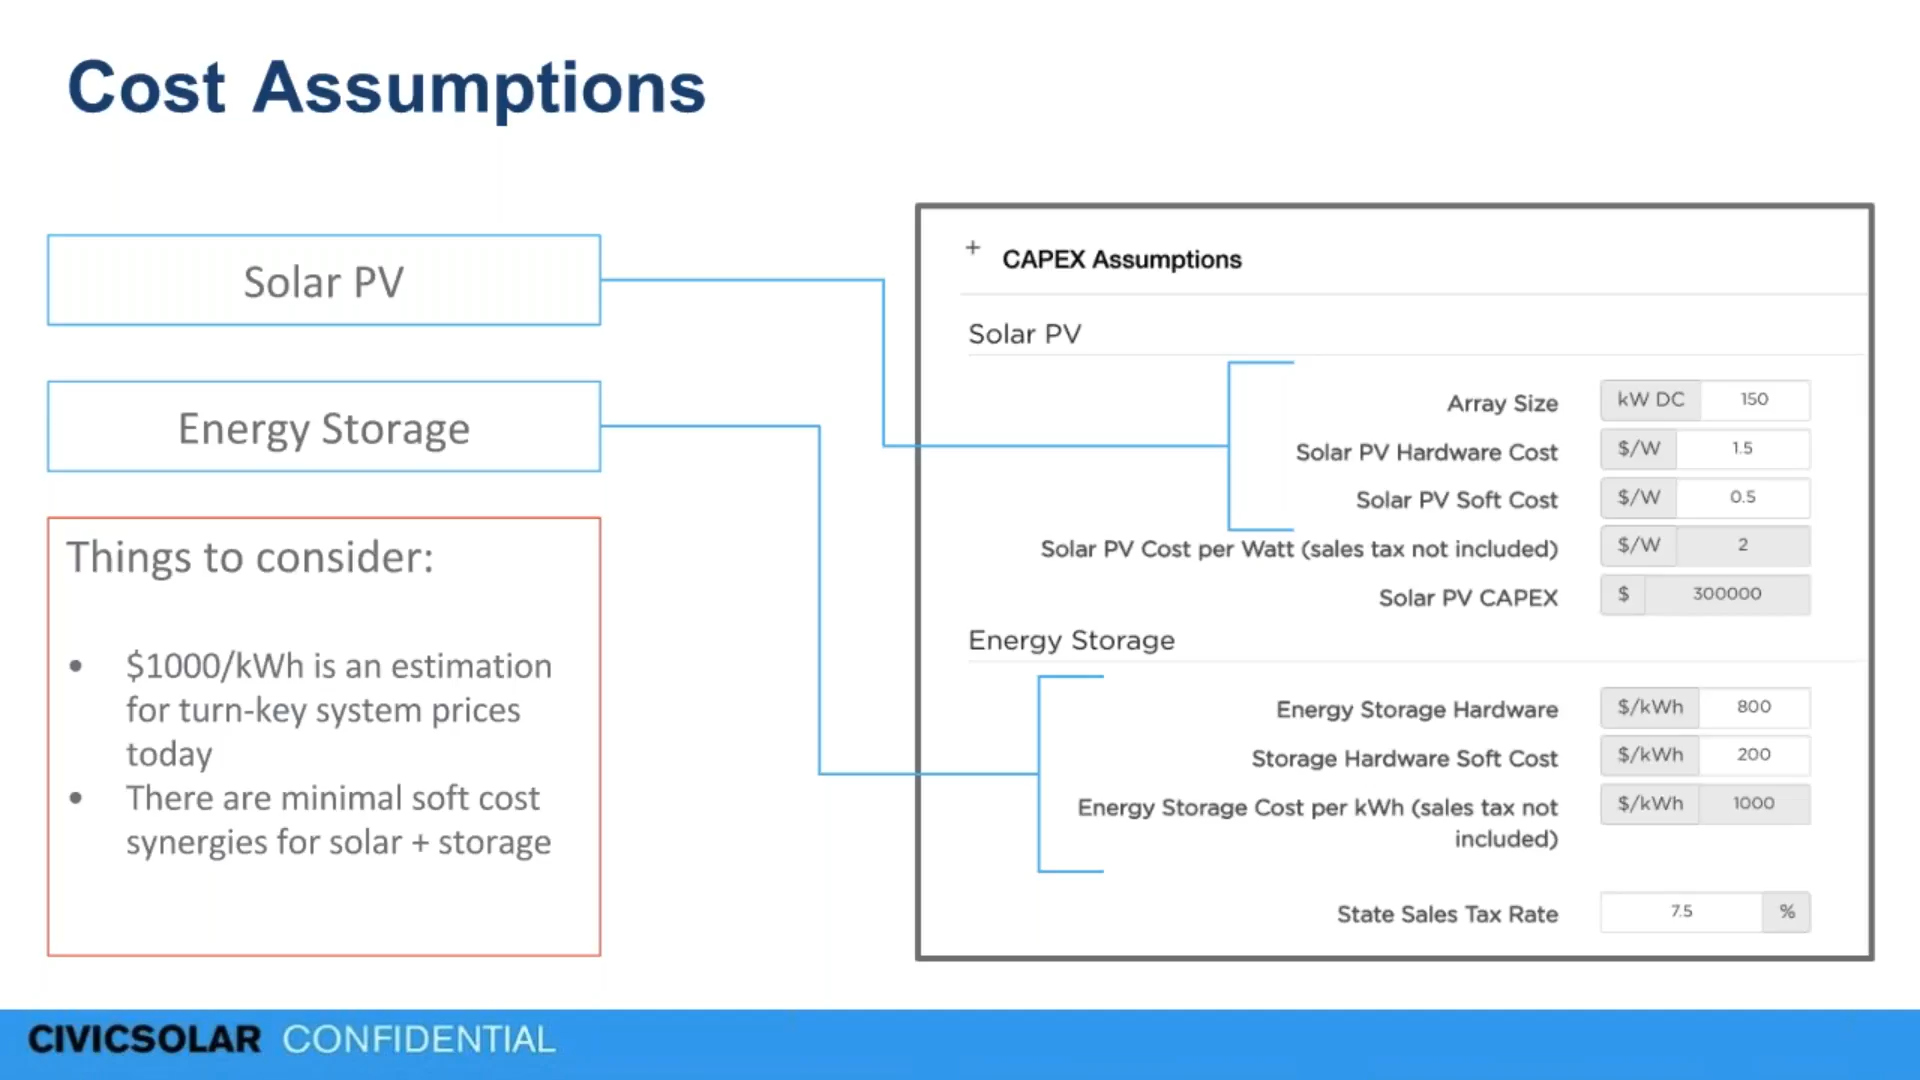 Cost Assumptions
Solar PV
Energy Storage
Things to consider:
• $1000/kWh is an estimation
for turn-key system prices
today
• There are minimal soft cost
synergies for solar + storage
+ CAPEX Assumptions
Solar PV
Array Size kW DC 150
Solar PV Hardware Cost $/W 1.5
Solar PV Soft Cost $/W 0.5
Solar PV Cost per Watt (sales tax not included) $/W 2
Solar PV CAPEX $ 300000
Energy Storage
Energy Storage Hardware $/kWh 800
Storage Hardware Soft Cost $/kWh 200
Energy Storage Cost per kWh (sales tax not $/kWh 1000
included)
State Sales Tax Rate 7.5 %
CIVICSOLAR CONFIDENTIAL